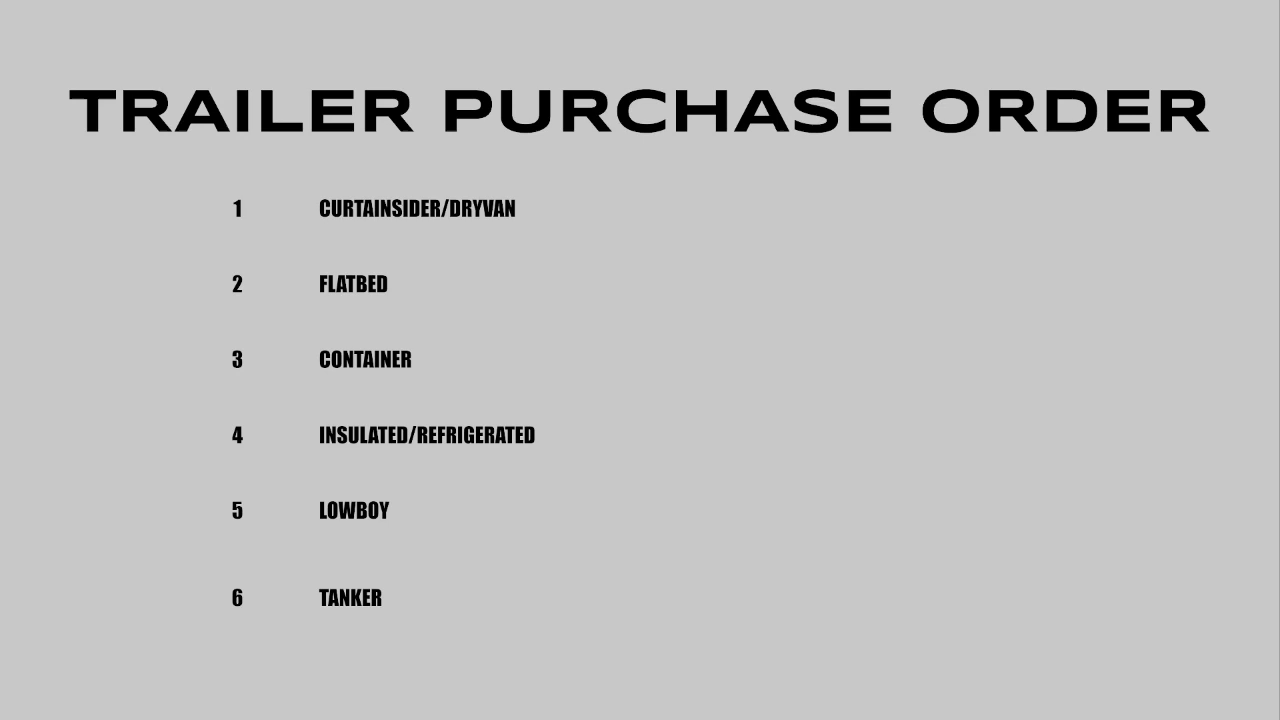 TRAILER PURCHASE ORDER
1 CURTAINSIDER/DRYVAN
2 FLATBED
3 CONTAINER
4 INSULATED/REFRIGERATED
5 LOWBOY
6 TANKER